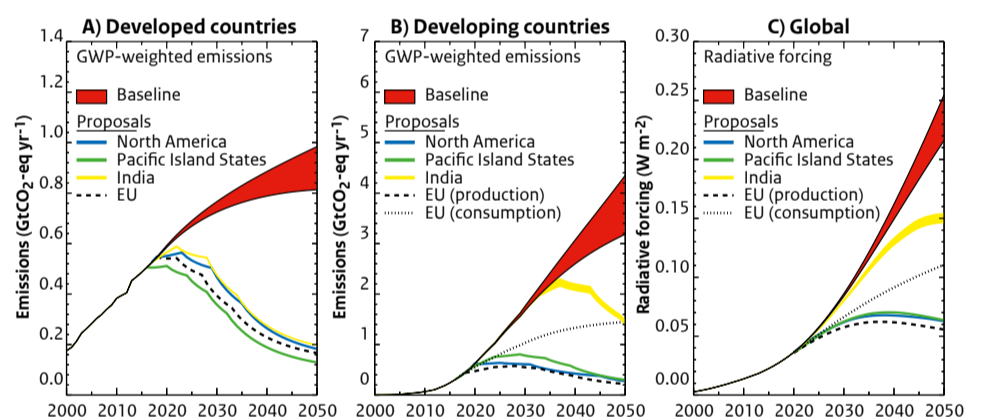 A) Developed countries
GWP-weighted emissions
Baseline
Proposals
North America
Pacific Island States
India
EU
Emissions (GtCO2-eq yr-1)
1.4
1.2
1.0
0.8
0.6
0.4
0.2
0.0
2000 2010 2020 2030 2040 2050
B) Developing countries
GWP-weighted emissions
Baseline
Proposals
North America
Pacific Island States
India
EU (production)
EU (consumption)
Emissions (GtCO2-eq yr-1)
7
6
5
4
3
2
1
0
2000 2010 2020 2030 2040 2050
C) Global
Radiative forcing
Baseline
Proposals
North America
Pacific Island States
India
EU (production)
EU (consumption)
Radiative forcing (W m-2)
0.30
0.25
0.20
0.15
0.10
0.05
0.00
2000 2010 2020 2030 2040 2050